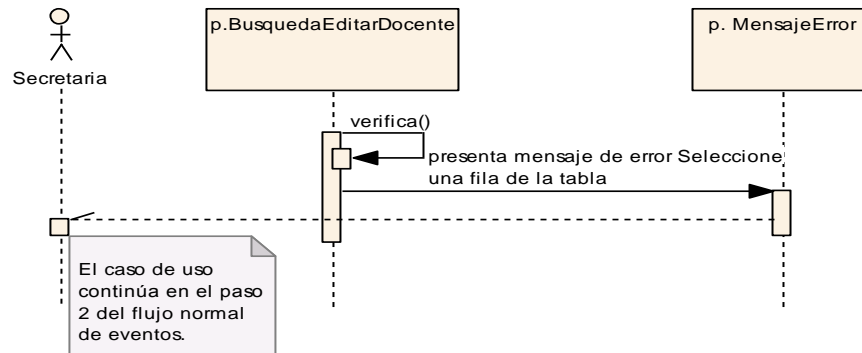 p.BusquedaEditarDocente
p. MensajeError
Secretaria
verifica()
presenta mensaje de error Seleccione
una fila de la tabla
El caso de uso
continúa en el paso
2 del flujo normal
de eventos.